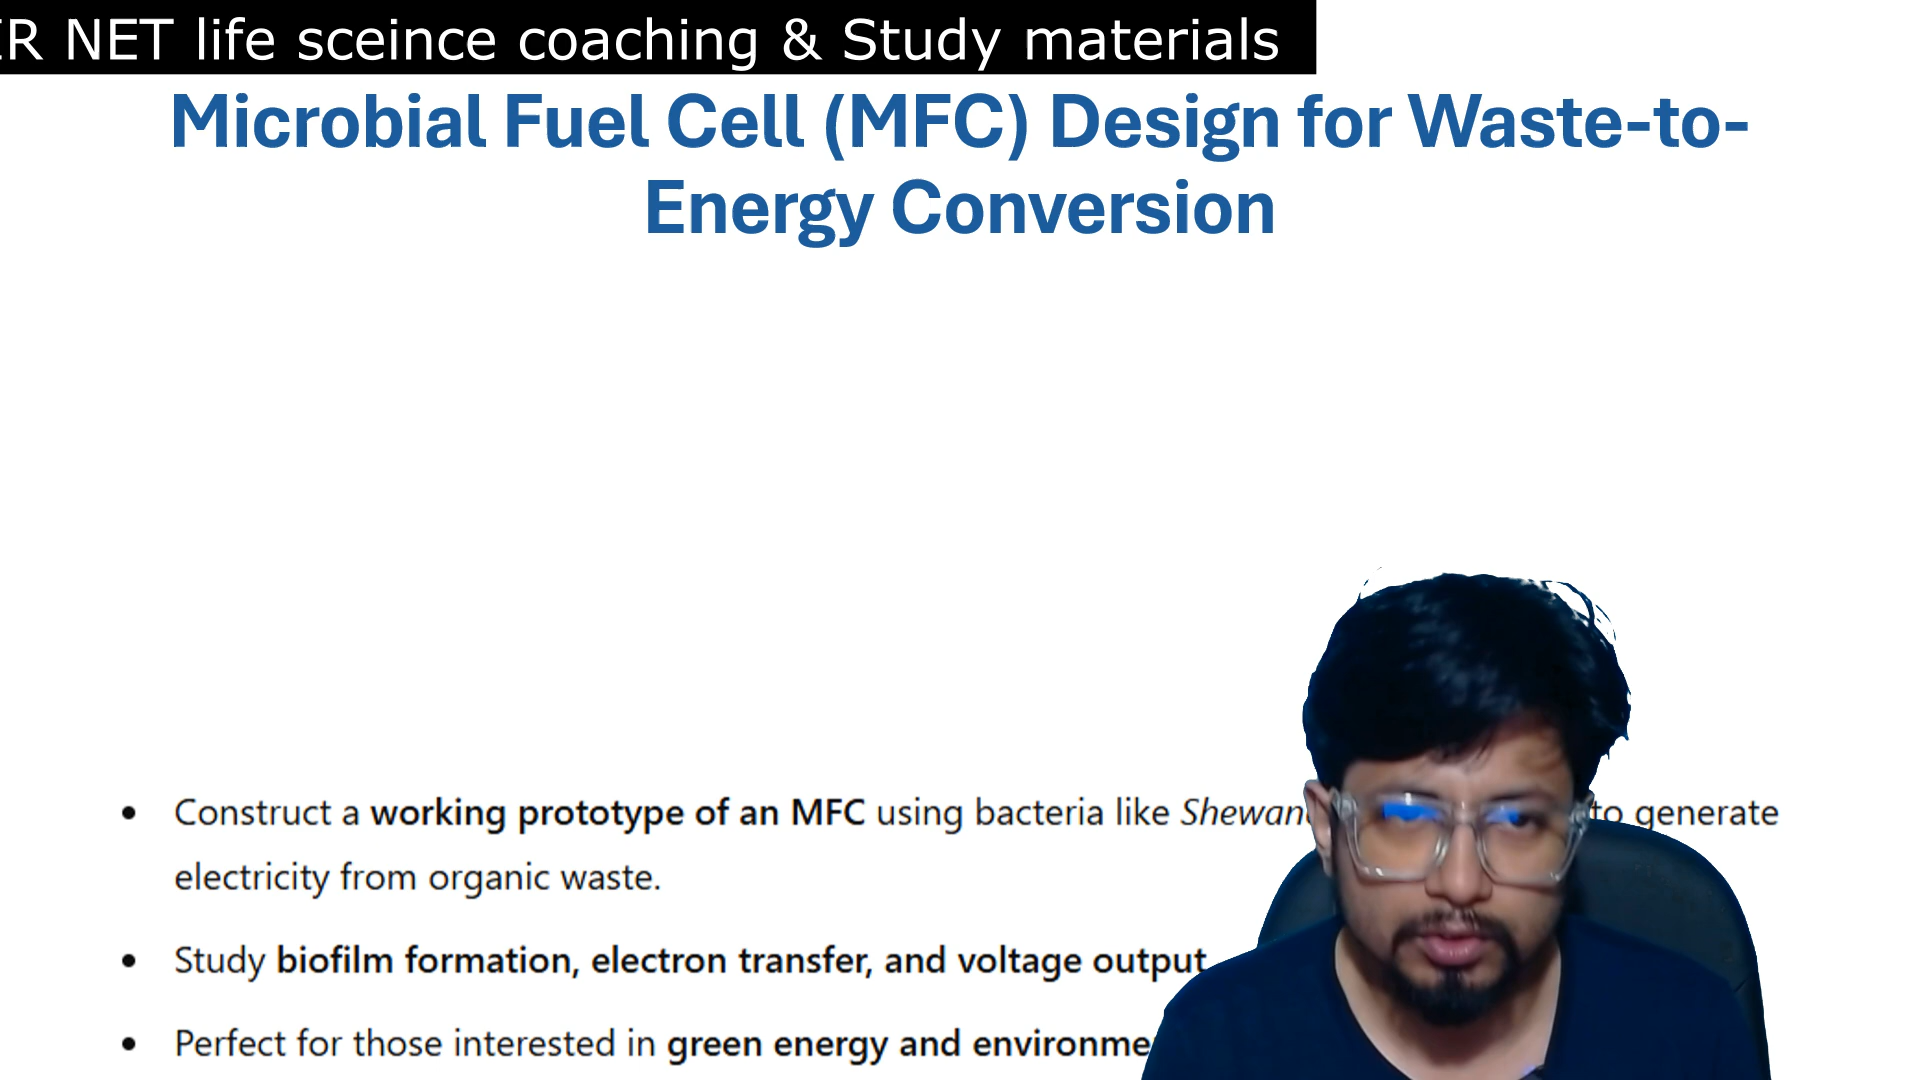 R NET life sceince coaching & Study materials
Microbial Fuel Cell (MFC) Design for Waste-to-
Energy Conversion
• Construct a working prototype of an MFC using bacteria like to generate
electricity from organic waste.
• Study biofilm formation, electron transfer, and voltage output
• Perfect for those interested in green energy and